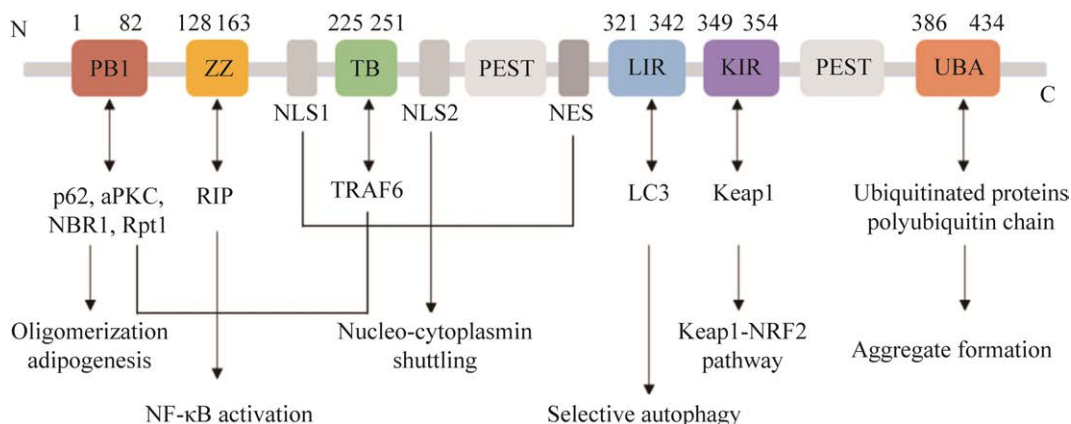 N
1 82 128 163 225 251 321 342 349 354 386 434
PB1 ZZ TB PEST LIR KIR PEST UBA
C
NLS1 NLS2 NES
p62, aPKC,
NBR1, Rpt1
RIP
TRAF6
LC3
Keap1
Ubiquitinated proteins
polyubiquitin chain
Oligomerization
adipogenesis
Nucleo-cytoplasmin
shuttling
Keap1-NRF2
pathway
Aggregate formation
NF-κB activation
Selective autophagy